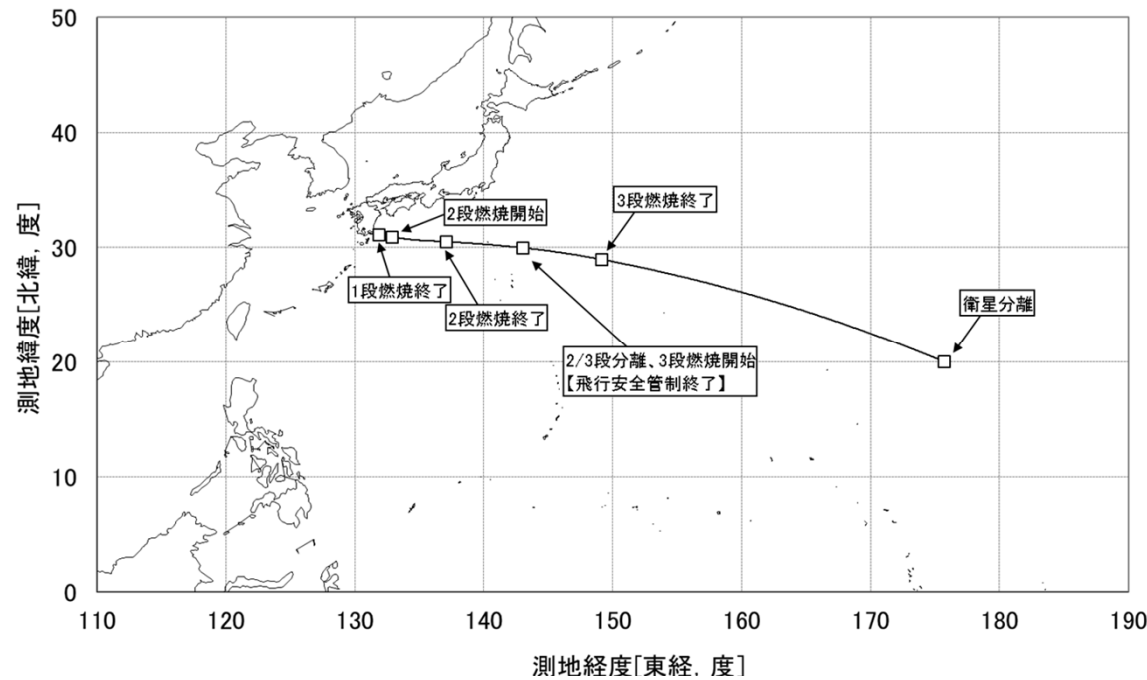 50
40
30
20
10
0
測地緯度[北緯, 度]
3段燃焼終了
2段燃焼開始
1段燃焼終了
2段燃焼終了
衛星分離
2/3段分離、3段燃焼開始
【飛行安全管制終了】
110 120 130 140 150 160 170 180 190
測地経度[東経, 度]